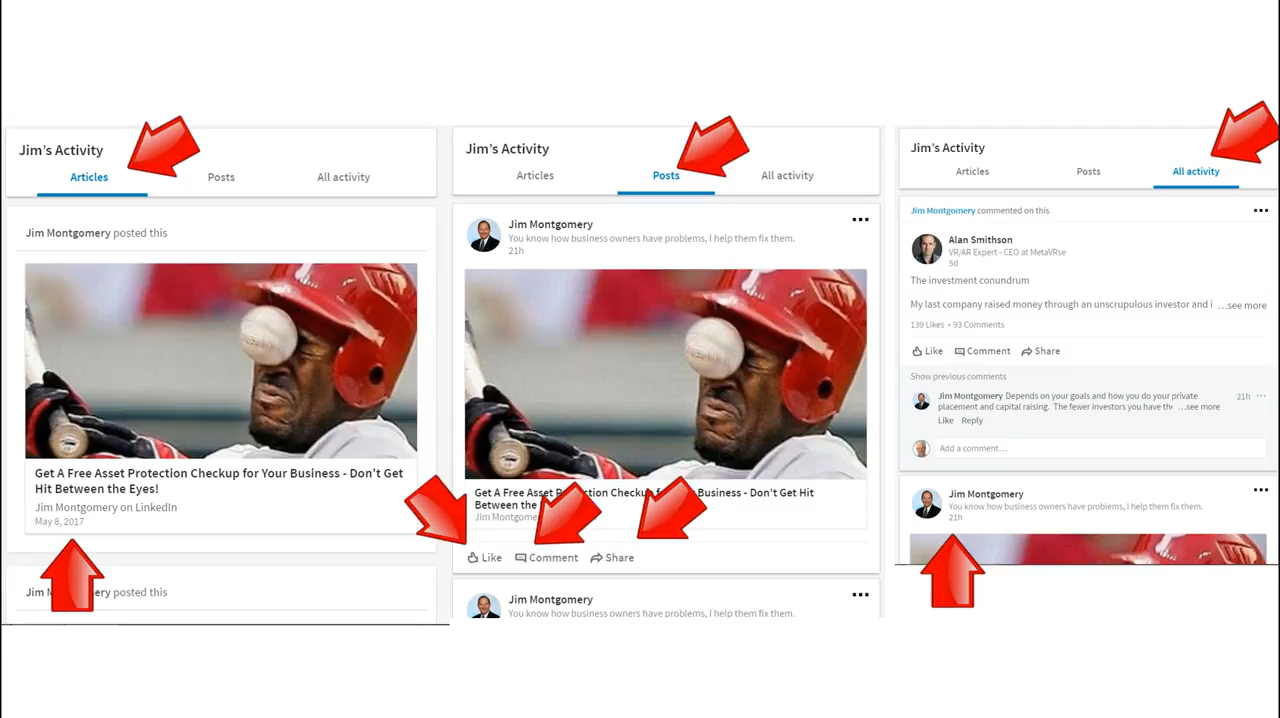 Jim's Activity
Articles Posts All activity
Jim Montgomery posted this
Get A Free Asset Protection Checkup for Your Business - Don't Get
Hit Between the Eyes!
Jim Montgomery on LinkedIn
May 8, 2017
Jim posted this
Jim's Activity
Articles Posts All activity
Jim Montgomery
You know how business owners have problems, I help them fix them.
21h
Get A Free Asset Checkup Business - Don't Get Hit
Between the
Like Comment Share
Jim Montgomery
You know how business owners have problems, I help them fix them.
Jim's Activity
Articles Posts All activity
Jim Montgomery commented on this
Alan Smithson
VR/AR Expert - CEO at MetaVRse
5d
The investment conundrum
My last company raised money through an unscrupulous investor and i ...see more
139 Likes • 93 Comments
Like Comment Share
Show previous comments
Jim Montgomery Depends on your goals and how you do your private 21h
placement and capital raising. The fewer investors you have ...see more
Like Reply
Add a comment…
Jim Montgomery
You know how business owners have problems, I help them fix them.
21h